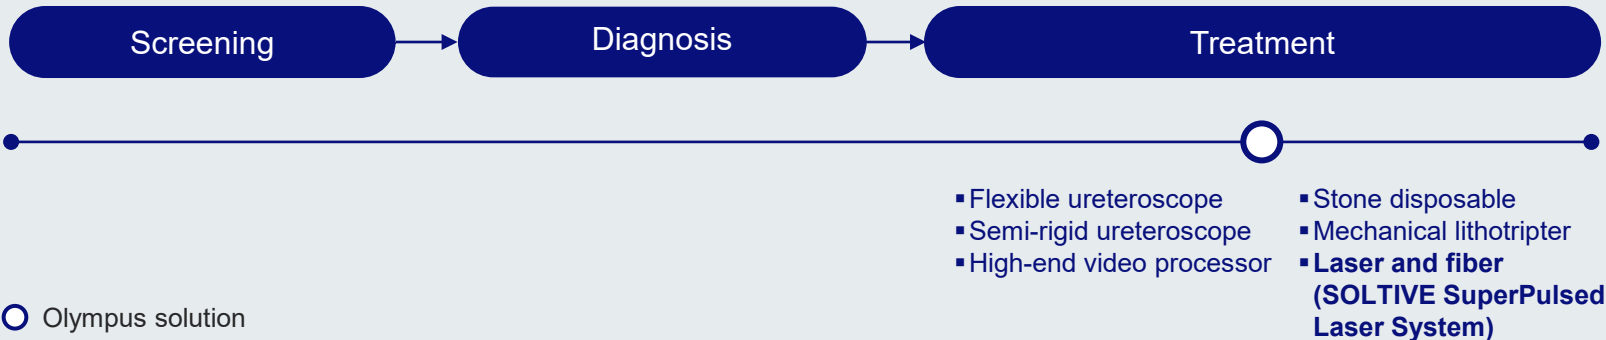 Screening
Diagnosis
Treatment
▪Flexible ureteroscope
▪Semi-rigid ureteroscope
▪High-end video processor
▪Stone disposable
▪Mechanical lithotripter
▪Laser and fiber
(SOLTIVE SuperPulsed
Laser System)
Olympus solution